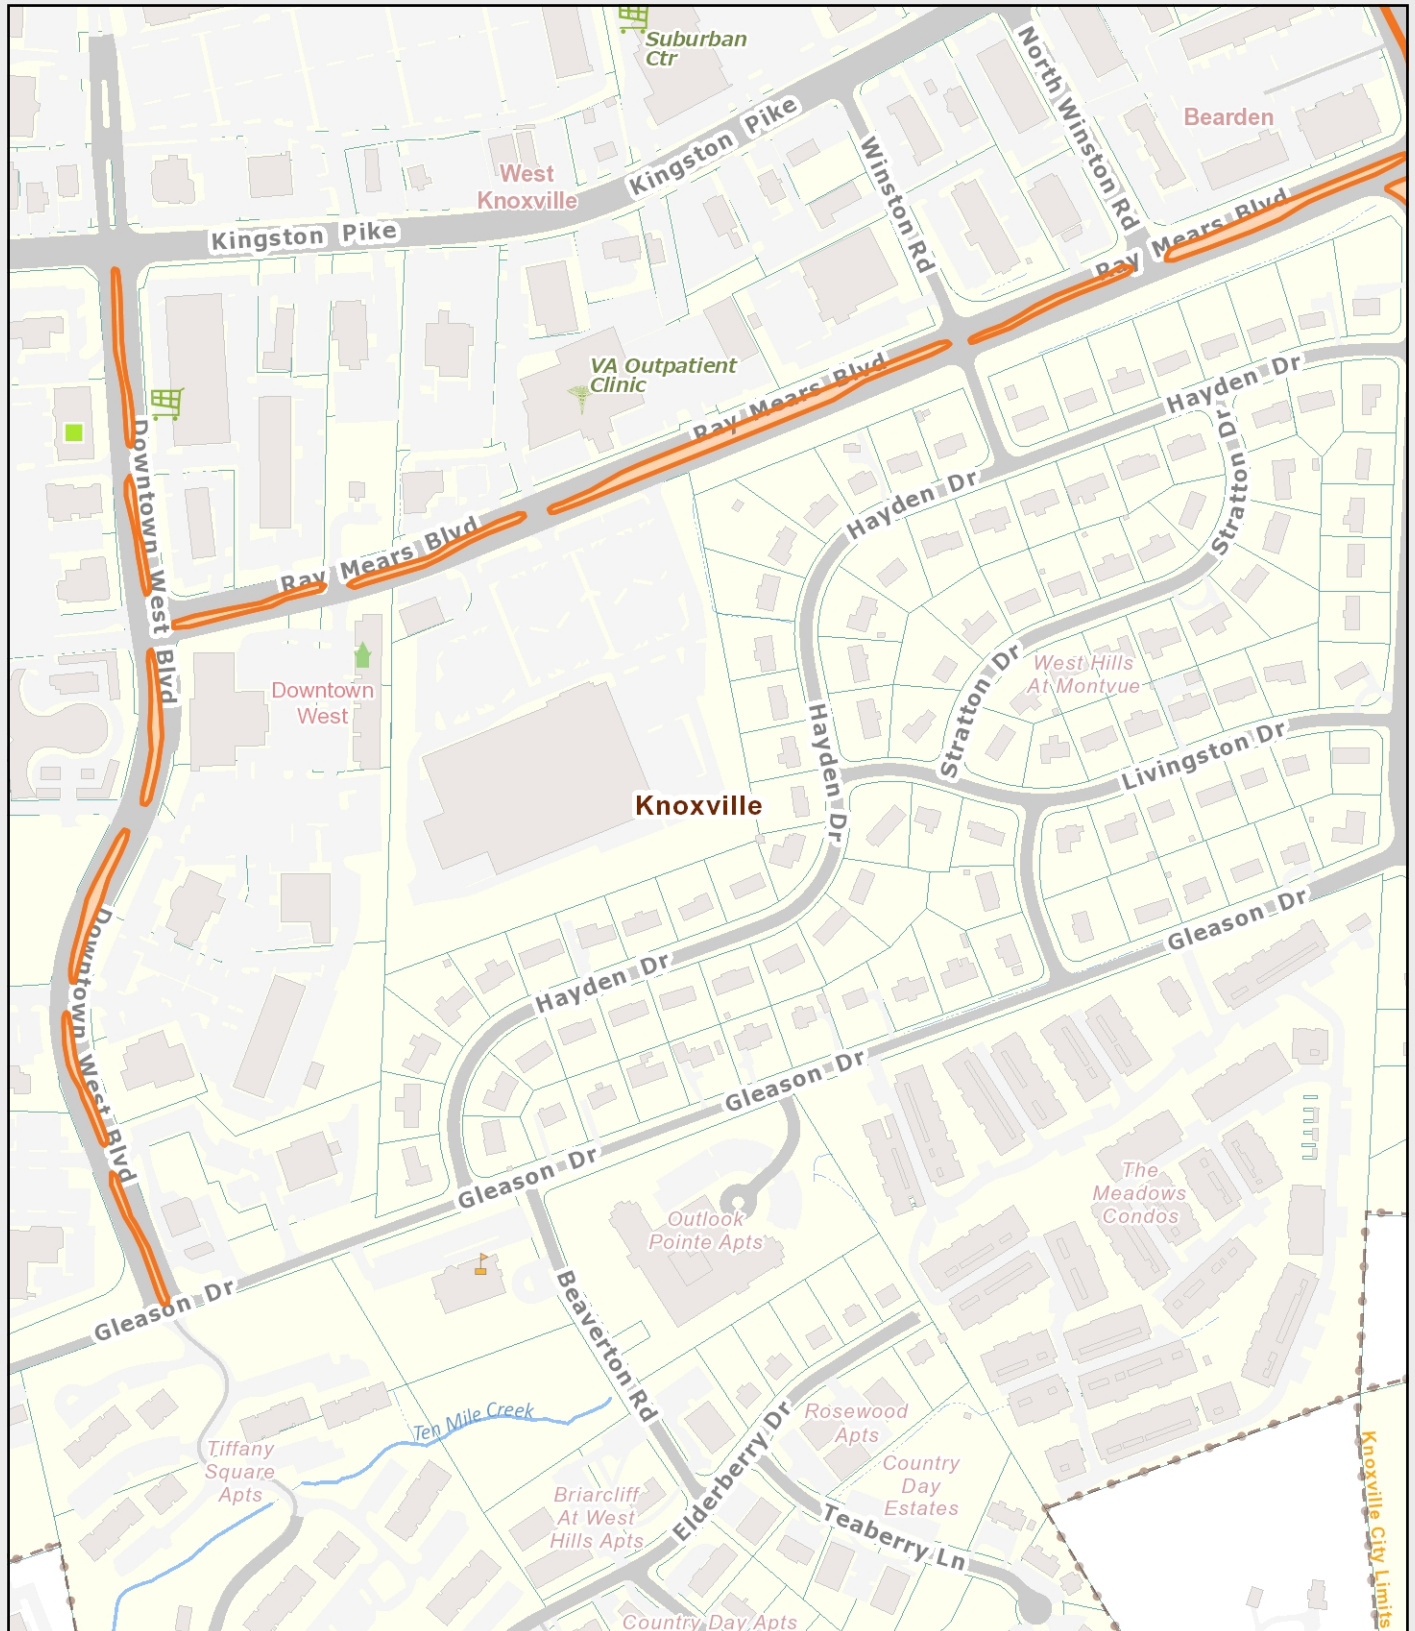 Suburban
Ctr
North Winston Rd
Bearden
Kingston Pike
Winston Rd
West
Knoxville
Kingston Pike
Ray Mears Blvd
VA Outpatient
Clinic
Ray Mears Blvd
Hayden Dr
Stratton Dr
Downtown West Blvd
Hayden Dr
Ray Mears Blvd
West Hills
At Montvue
Stratton Dr
Downtown
West
Hayden Dr
Livingston Dr
Knoxville
Downtown West Blvd
Gleason Dr
Hayden Dr
Gleason Dr
Gleason Dr
The
Meadows
Condos
Outlook
Pointe Apts
Beaverton Rd
Gleason Dr
Ten Mile Creek
Rosewood
Apts
Elderberry Dr
Tiffany
Square
Apts
Country
Day
Estates
Briarcliff
At West
Hills Apts
Teaberry Ln
Knoxville City Limits
Country Day Apts